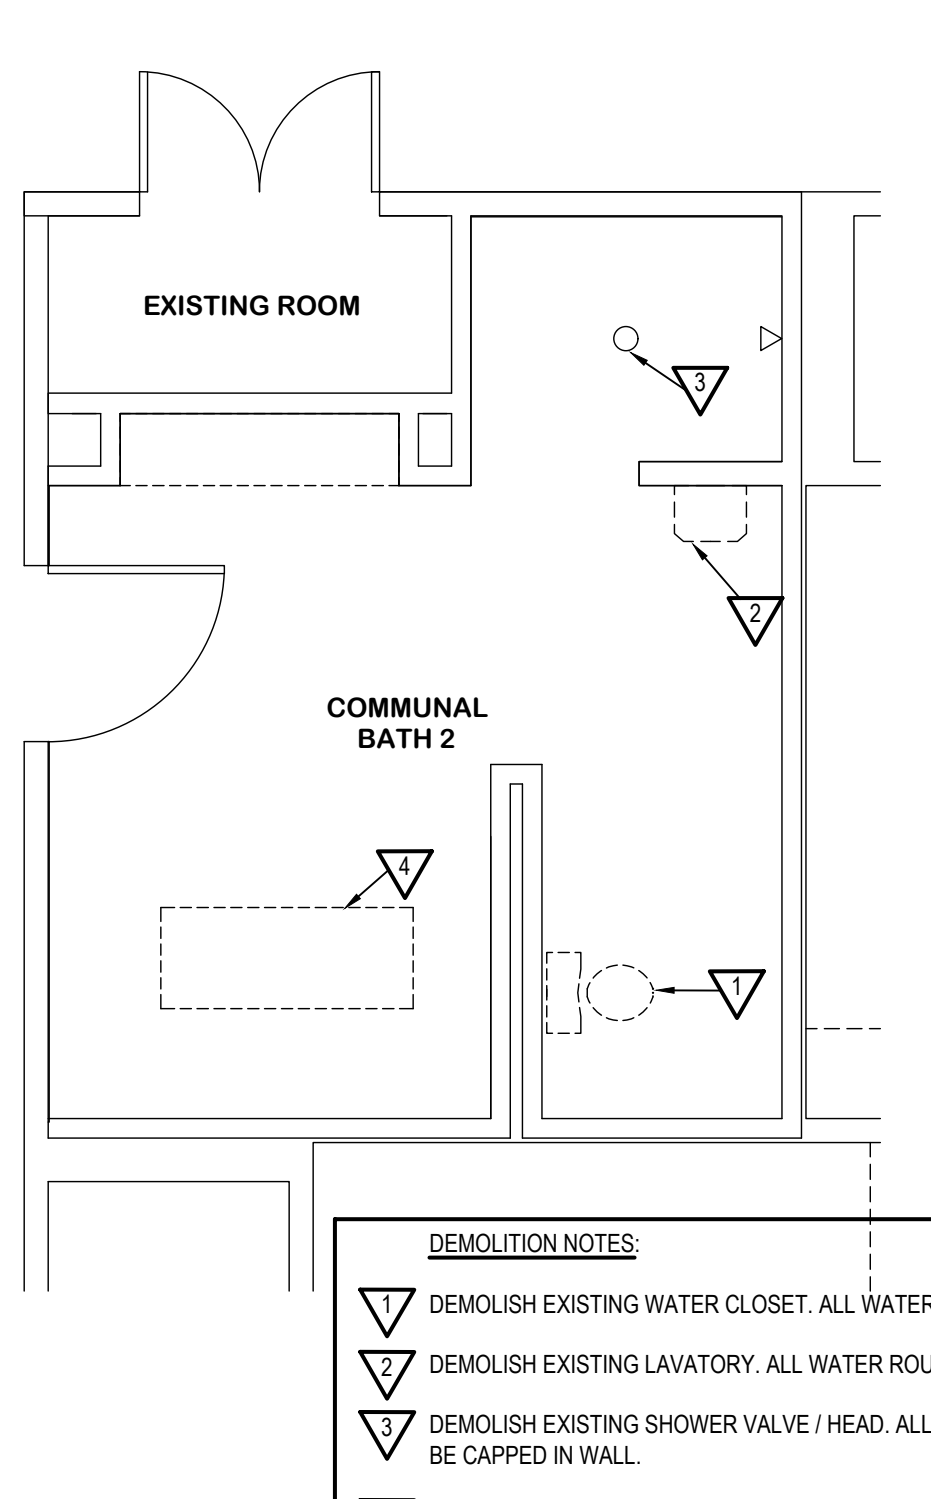 EXISTING ROOM
3
2
COMMUNAL
BATH 2
4
1
DEMOLITION NOTES:
1 DEMOLISH EXISTING WATER CLOSET. ALL WATER
2 DEMOLISH EXISTING LAVATORY. ALL WATER ROU
3 DEMOLISH EXISTING SHOWER VALVE / HEAD. ALL
BE CAPPED IN WALL.